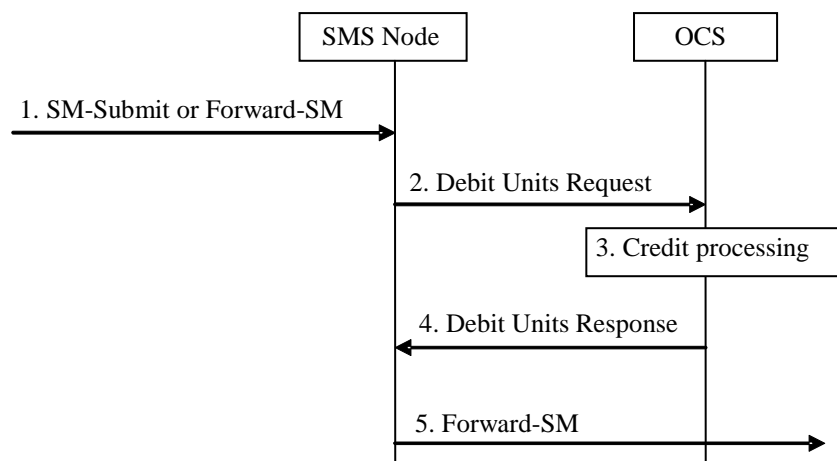 SMS Node
OCS
1. SM-Submit or Forward-SM
2. Debit Units Request
3. Credit processing
4. Debit Units Response
5. Forward-SM